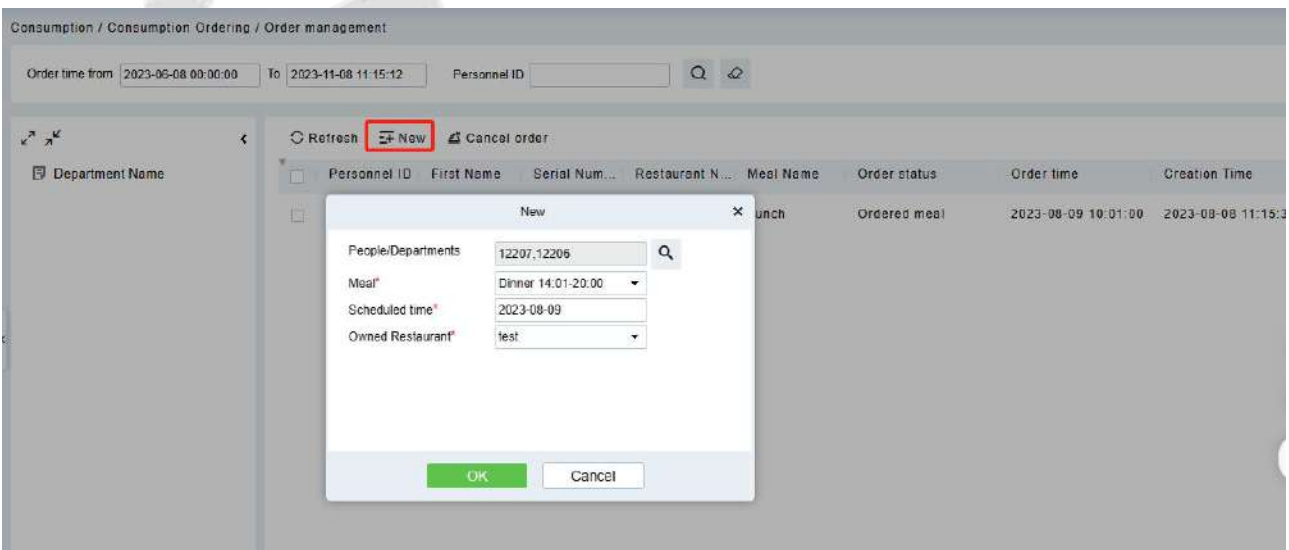 Consumption / Consumption Ordering / Order management
Order time from 2023-06-08 00:00:00 To 2023-11-08 11:15:12 Personnel ID
Refresh New Cancel order
Department Name
Personnel ID First Name Serial Num... Restaurant N... Meal Name Order status Order time Creation Time
unch Ordered meal 2023-08-09 10:01:00 2023-08-08 11:15:3
New
People/Departments 12207,12206
Meal* Dinner 14:01-20:00
Scheduled time* 2023-08-09
Owned Restaurant* test
OK Cancel